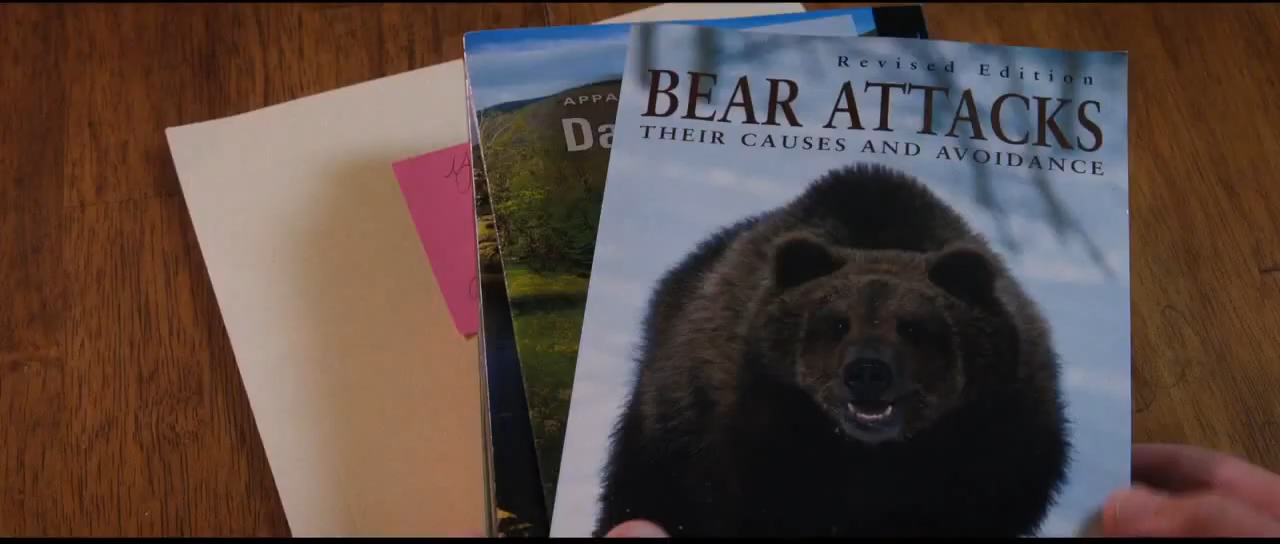 Revised Edition
BEAR ATTACKS
THEIR CAUSES AND AVOIDANCE
APPA
Da